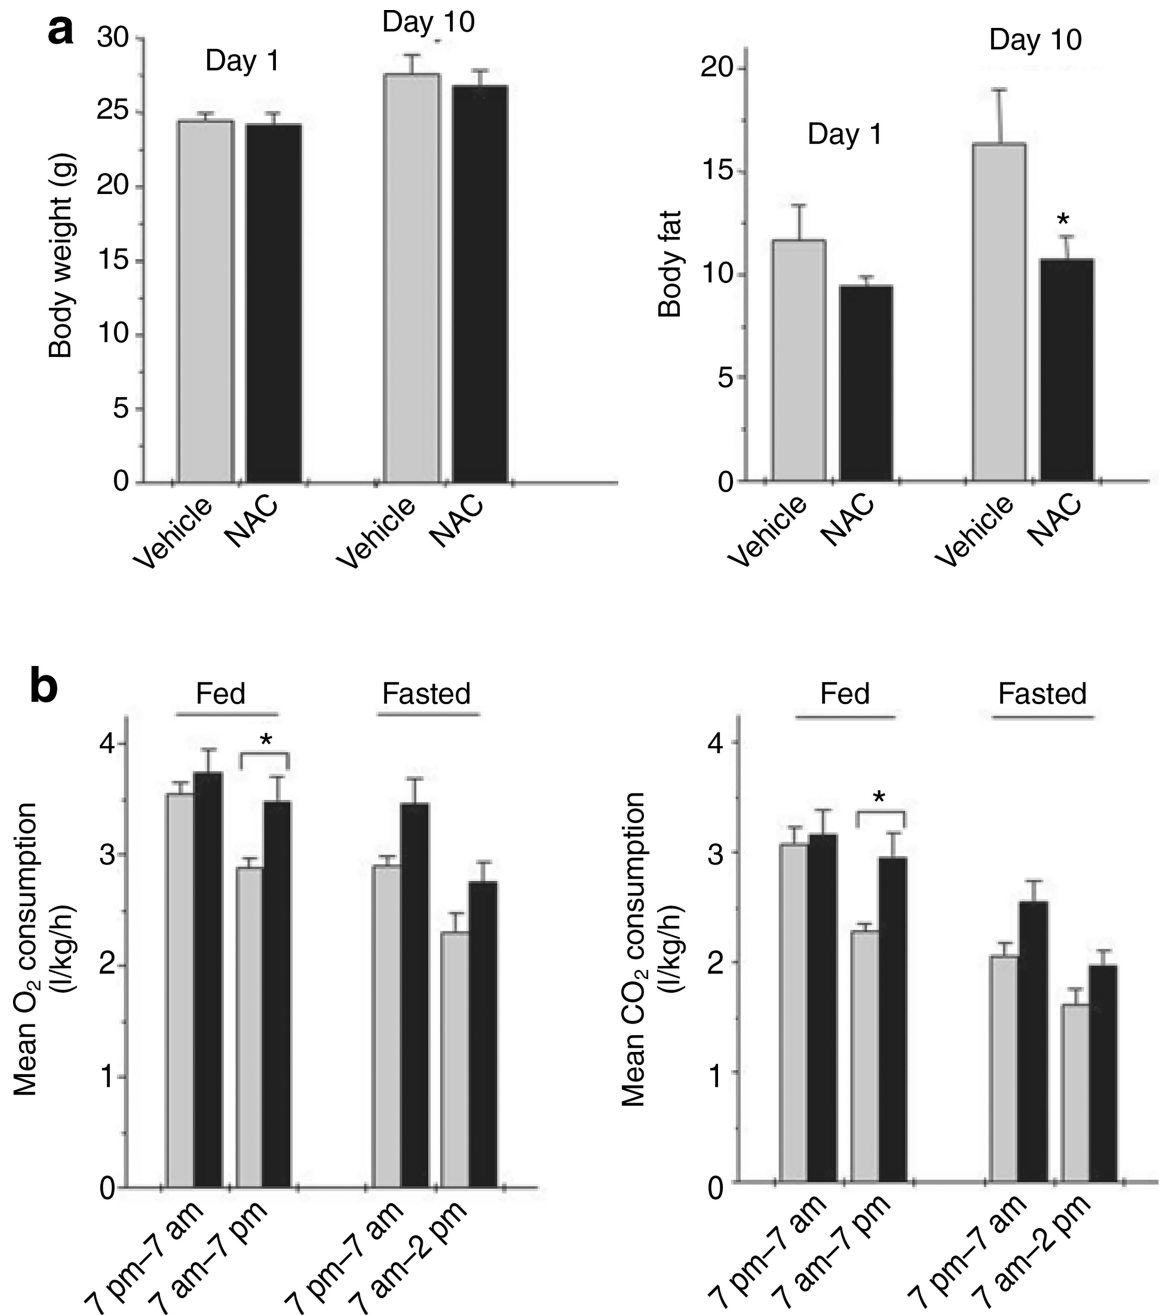 a
Body weight (g)
30
25
20
15
10
5
0
Day 1
Day 10
Vehicle
NAC
Vehicle
NAC
Body fat
20
15
10
5
0
Day 1
Day 10
*
Vehicle
NAC
Vehicle
NAC
b
Mean O₂ consumption
(l/kg/h)
4
3
2
1
0
Fed
Fasted
*
7 pm–7 am
7 am–7 pm
7 pm–7 am
7 am–2 pm
Mean CO₂ consumption
(l/kg/h)
4
3
2
1
0
Fed
Fasted
*
7 pm–7 am
7 am–7 pm
7 pm–7 am
7 am–2 pm